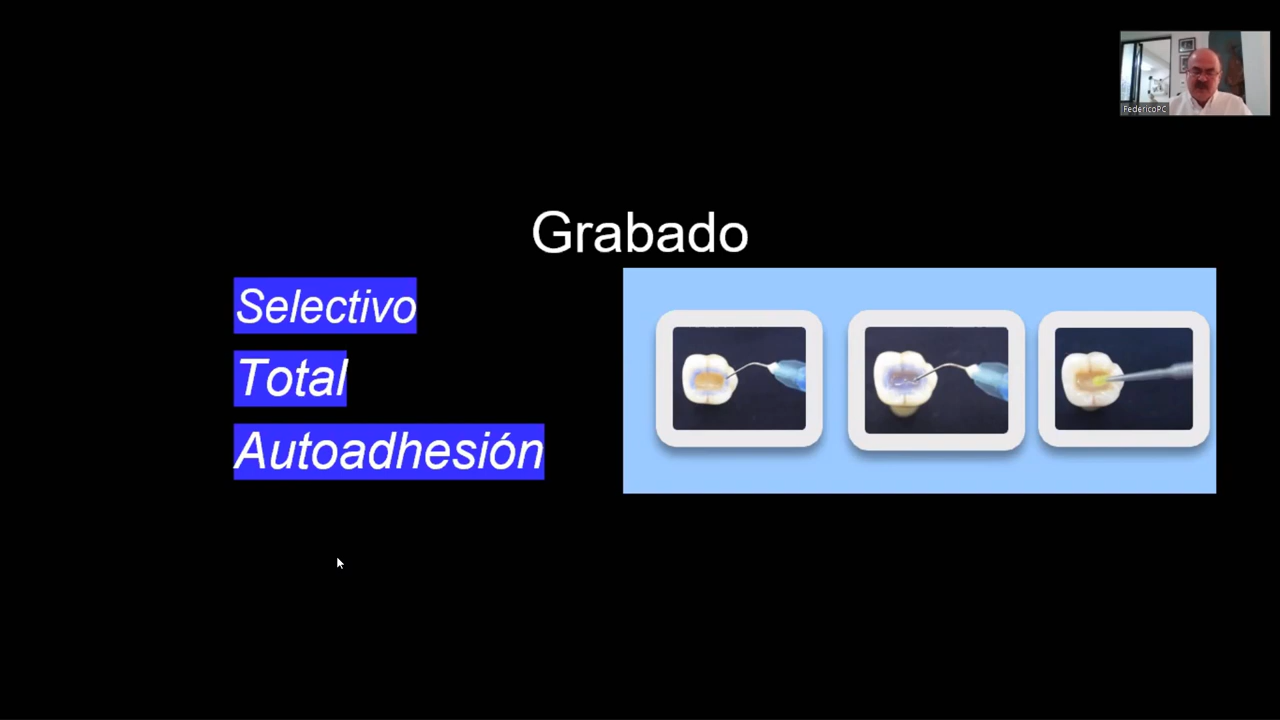 FedericoPC
Grabado
Selectivo
Total
Autoadhesión